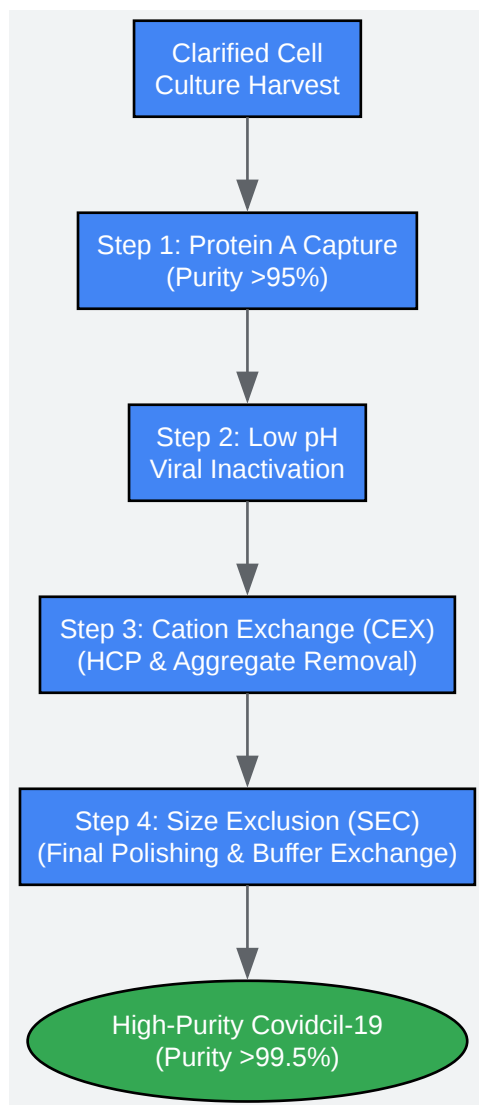 Clarified Cell
Culture Harvest
Step 1: Protein A Capture
(Purity >95%)
Step 2: Low pH
Viral Inactivation
Step 3: Cation Exchange (CEX)
(HCP & Aggregate Removal)
Step 4: Size Exclusion (SEC)
(Final Polishing & Buffer Exchange)
High-Purity Covidcil-19
(Purity >99.5%)